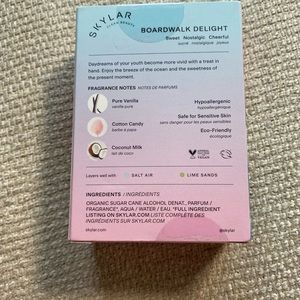 SKYLAR
CLEAN BEAUTY
BOARDWALK DELIGHT
Sweet Nostalgic Cheerful
sucré nostalgique joyeux
Daydreams of your youth become more vivid with a treat in
hand. Enjoy the breeze of the ocean and the sweetness of
the present moment.
FRAGRANCE NOTES / NOTES DE PARFUMS
Pure Vanilla
vanille pure
Hypoallergenic
hypoallergénique
Cotton Candy
barbe à papa
Safe for Sensitive Skin
sans danger pour les peaux sensibles
Eco-Friendly
écologique
Coconut Milk
lait de coco
VEGAN
Layers well with
SALT AIR
LIME SANDS
INGREDIENTS / INGRÉDIENTS
ORGANIC SUGAR CANE ALCOHOL DENAT., PARFUM /
FRAGRANCE*, AQUA / WATER / EAU. *FULL INGREDIENT
LISTING ON SKYLAR.COM LISTE COMPLÈTE DES
INGRÉDIENTS SUR SKYLAR.COM
skylar.com
@skylar